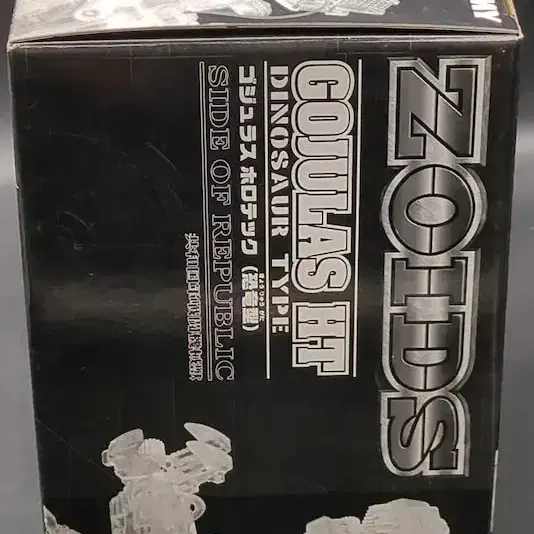 ZOIDS
GOJULAS HT
DINOSAUR TYPE
ゴジュラス ホロテック (恐竜型)
SIDE OF REPUBLIC